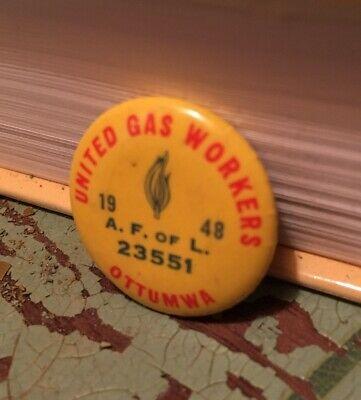 UNITED GAS WORKERS
19 48
A. F. OF L.
23551
OTTUMWA